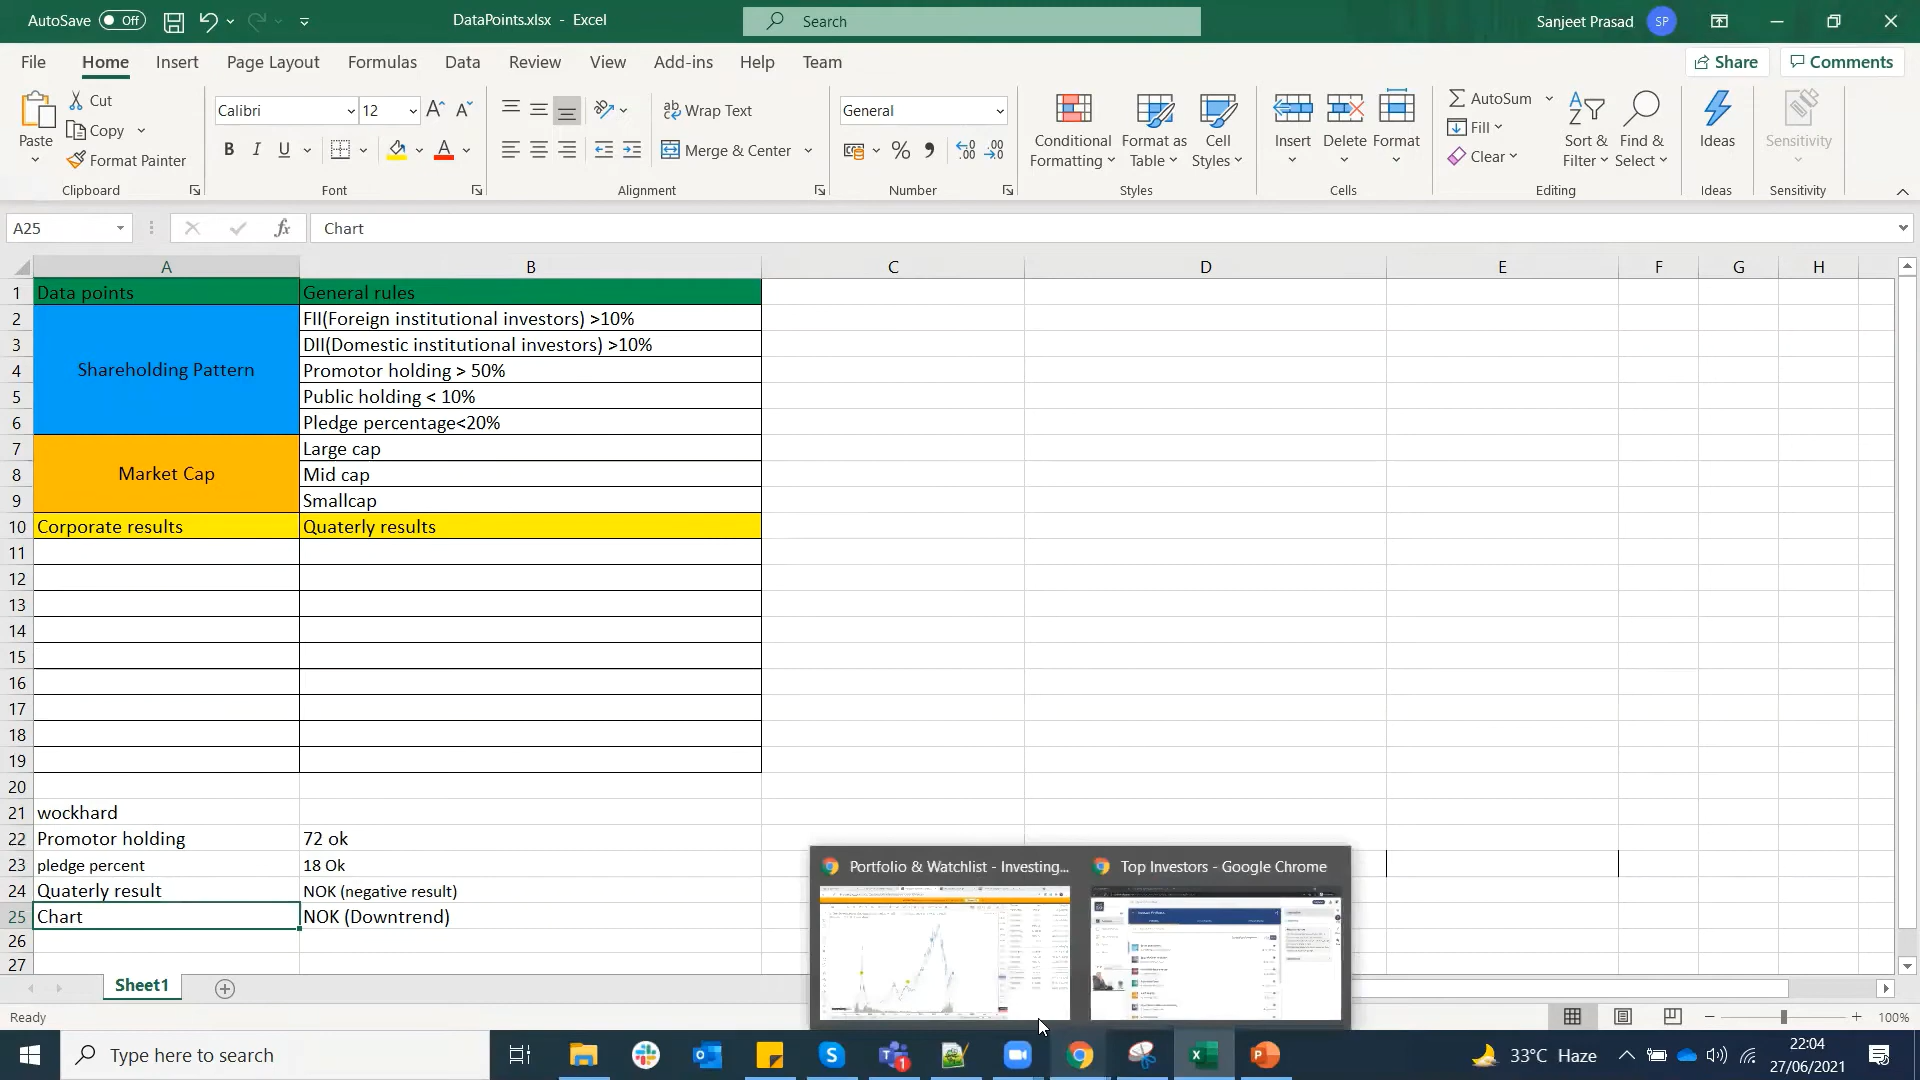 AutoSave Off DataPoints.xlsx - Excel Search Sanjeet Prasad SP
File Home Insert Page Layout Formulas Data Review View Add-ins Help Team Share Comments
Paste Cut Copy Format Painter Clipboard
Calibri 12 B I U A Font
Wrap Text Merge & Center Alignment
General % Number
Conditional Formatting Format as Table Cell Styles Styles
Insert Delete Format Cells
AutoSum Fill Clear Sort & Filter Find & Select Editing
Ideas Ideas
Sensitivity Sensitivity
A25 fx Chart
A B C D E F G H
1 Data points General rules
2 FII(Foreign institutional investors) >10%
3 DII(Domestic institutional investors) >10%
4 Shareholding Pattern Promotor holding > 50%
5 Public holding < 10%
6 Pledge percentage<20%
7 Large cap
8 Market Cap Mid cap
9 Smallcap
10 Corporate results Quaterly results
11
12
13
14
15
16
17
18
19
20
21 wockhard
22 Promotor holding 72 ok
23 pledge percent 18 Ok
24 Quaterly result NOK (negative result)
25 Chart NOK (Downtrend)
26
27
Portfolio & Watchlist - Investing... Top Investors - Google Chrome
Sheet1
Ready 100%
Type here to search 33°C Haze 22:04
27/06/2021